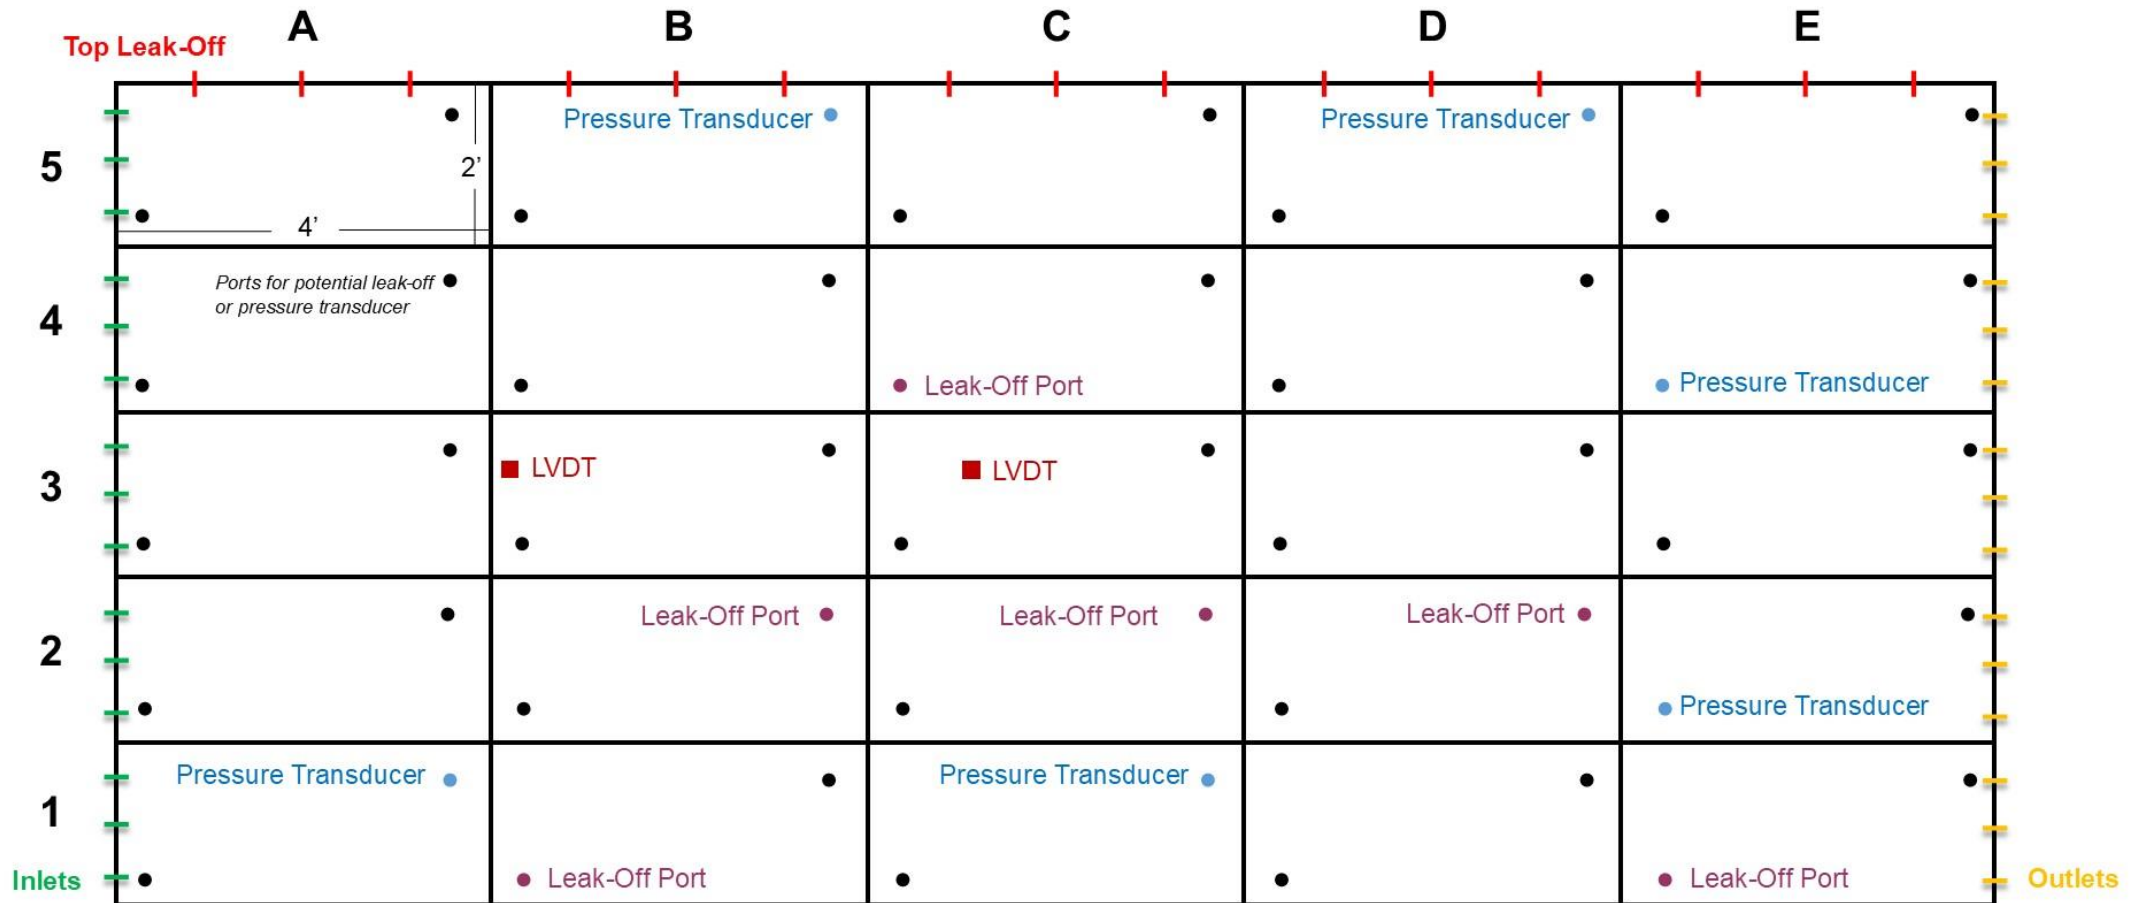 A B C D E
Top Leak-Off
Pressure Transducer Pressure Transducer
5 2’
4’
Ports for potential leak-off
or pressure transducer
4
Leak-Off Port Pressure Transducer
LVDT LVDT
3
Leak-Off Port Leak-Off Port Leak-Off Port
2
Pressure Transducer
Pressure Transducer Pressure Transducer
1
Inlets Leak-Off Port Leak-Off Port Outlets